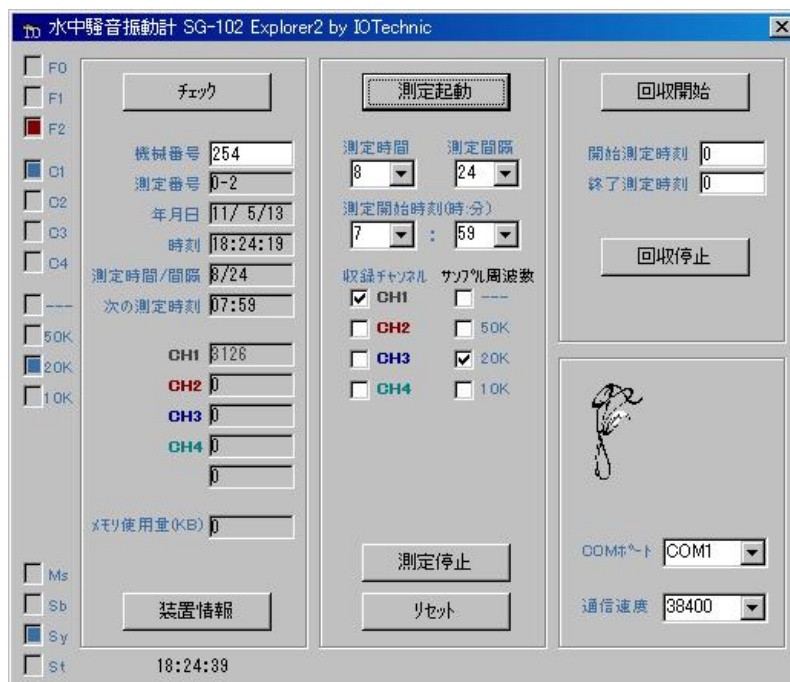 水中騒音振動計 SG-102 Explorer2 by IOTechnic
F0
F1
F2
C1
C2
C3
C4
---
50K
20K
10K
Ms
Sb
Sy
St
チェック
機械番号 254
測定番号 0-2
年月日 11/ 5/13
時刻 18:24:19
測定時間/間隔 8/24
次の測定時刻 07:59
CH1 3126
CH2 0
CH3 0
CH4 0
0
メモリ使用量(KB) 0
装置情報
18:24:39
測定起動
測定時間 測定間隔
8 24
測定開始時刻(時:分)
7 : 59
収録チャンネル サンプル周波数
CH1 ---
CH2 50K
CH3 20K
CH4 10K
測定停止
リセット
回収開始
開始測定時刻 0
終了測定時刻 0
回収停止
COMポート COM1
通信速度 38400